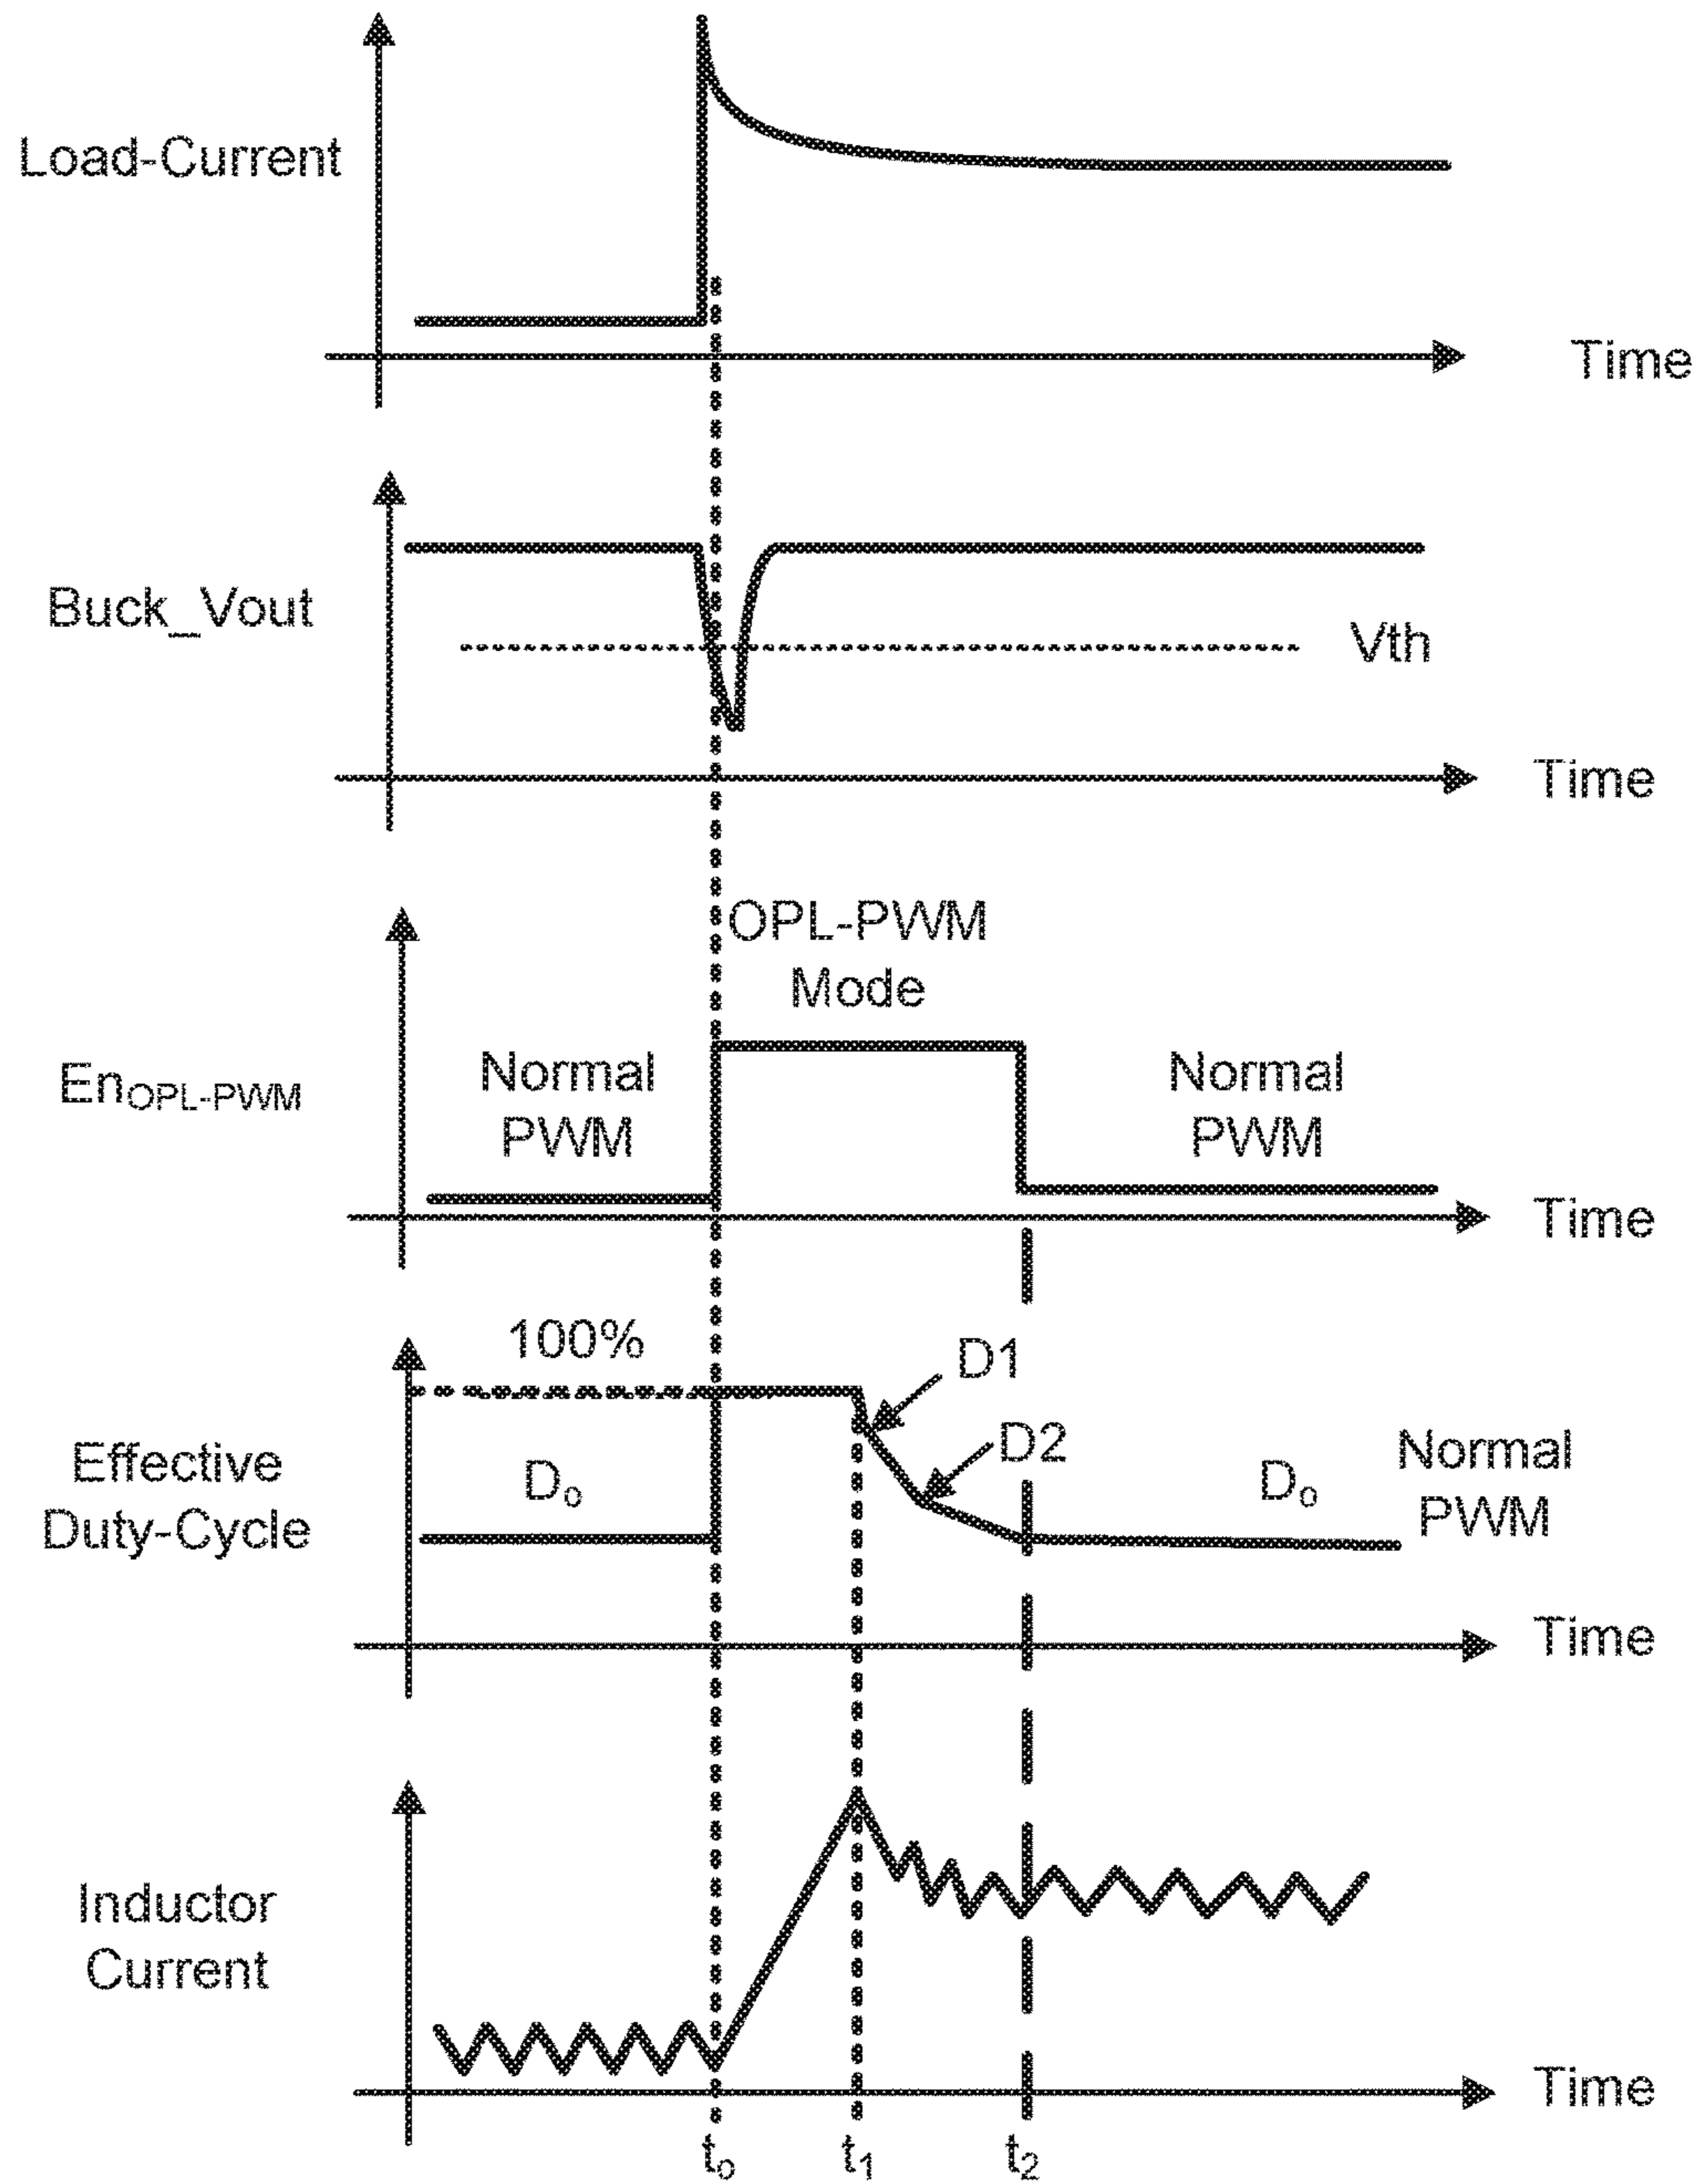 Load-Current
Time
Buck_Vout
Vth
Time
OPL-PWM
Mode
Normal
PWM
Normal
PWM
EnOPL-PWM
Time
100%
D1
D2
Effective
Duty-Cycle
Do
Do
Normal
PWM
Time
Inductor
Current
Time
to
t1
t2